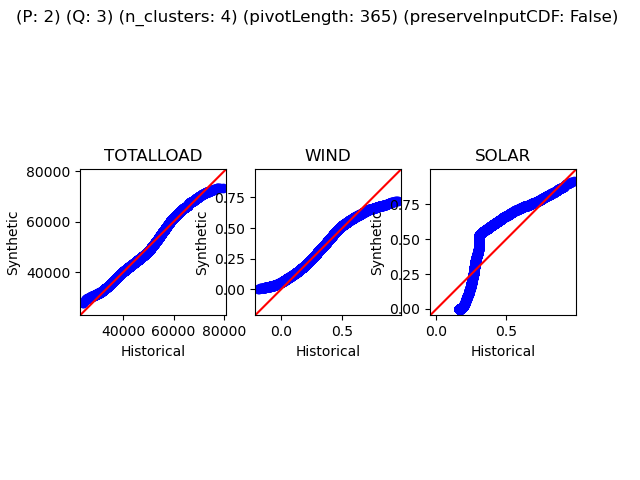 (P: 2) (Q: 3) (n_clusters: 4) (pivotLength: 365) (preserveInputCDF: False)
TOTALLOAD
WIND
SOLAR
80000
60000
40000
Synthetic
40000 60000 80000
Historical
0.75
0.50
0.25
0.00
Synthetic
0.0 0.5
Historical
0.75
0.50
0.25
0.00
Synthetic
0.0 0.5
Historical